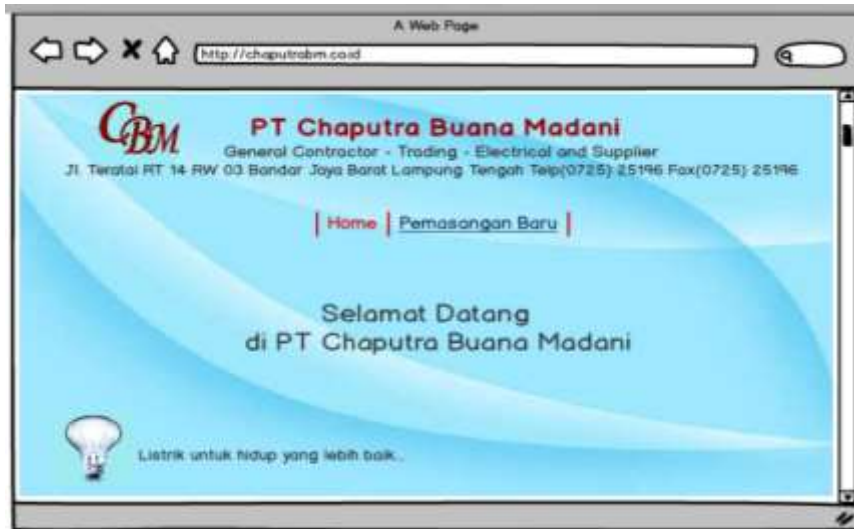 A Web Page
http://chaputrabm.co.id
CBM
PT Chaputra Buana Madani
General Contractor - Trading - Electrical and Supplier
Jl. Teratai RT 14 RW 03 Bandar Jaya Barat Lampung Tengah Telp(0725) 25196 Fax(0725) 25196
| Home | Pemasangan Baru |
Selamat Datang
di PT Chaputra Buana Madani
Listrik untuk hidup yang lebih baik..